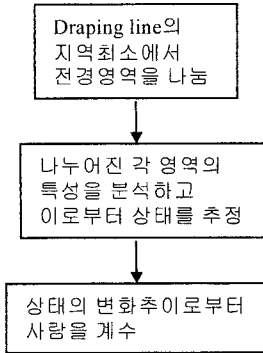 Draping line의
지역최소에서
전경영역을 나눔
나누어진 각 영역의
특성을 분석하고
이로부터 상태를 추정
상태의 변화추이로부터
사람을 계수